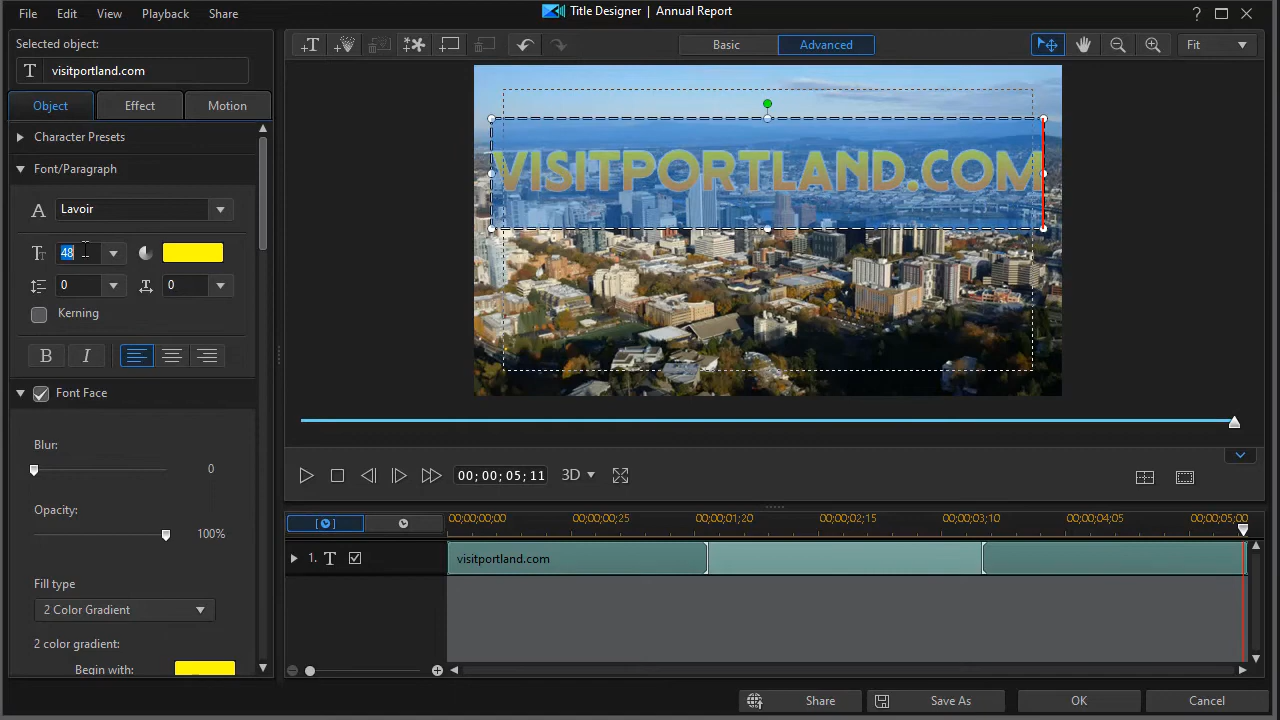 File Edit View Playback Share
Title Designer | Annual Report
?
Selected object:
T visitportland.com
Basic Advanced
Fit
Object Effect Motion
Character Presets
Font/Paragraph
Lavoir
48
0 0
Kerning
B I
Font Face
Blur:
0
Opacity:
100%
Fill type
2 Color Gradient
2 color gradient:
Begin with:
VISITPORTLAND.COM
00;00;05;11
3D
00;00;00;00 00;00;00;25 00;00;01;20 00;00;02;15 00;00;03;10 00;00;04;05 00;00;05;00
1. T visitportland.com
Share Save As OK Cancel